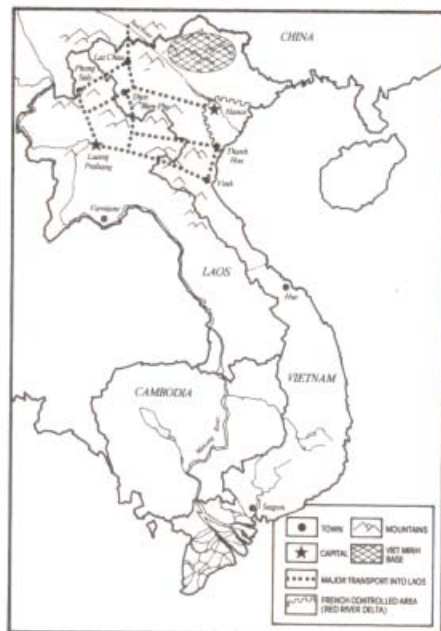 CHINA
Lai Chau
Phong
Saly
Dien
Bien Phu
Hanoi
Thanh
Hoa
Luang
Prabang
Vinh
Vientiane
LAOS
Hue
CAMBODIA
VIETNAM
Saigon
TOWN
MOUNTAINS
CAPITAL
VIET MINH
BASE
MAJOR TRANSPORT INTO LAOS
FRENCH CONTROLLED AREA
(RED RIVER DELTA)